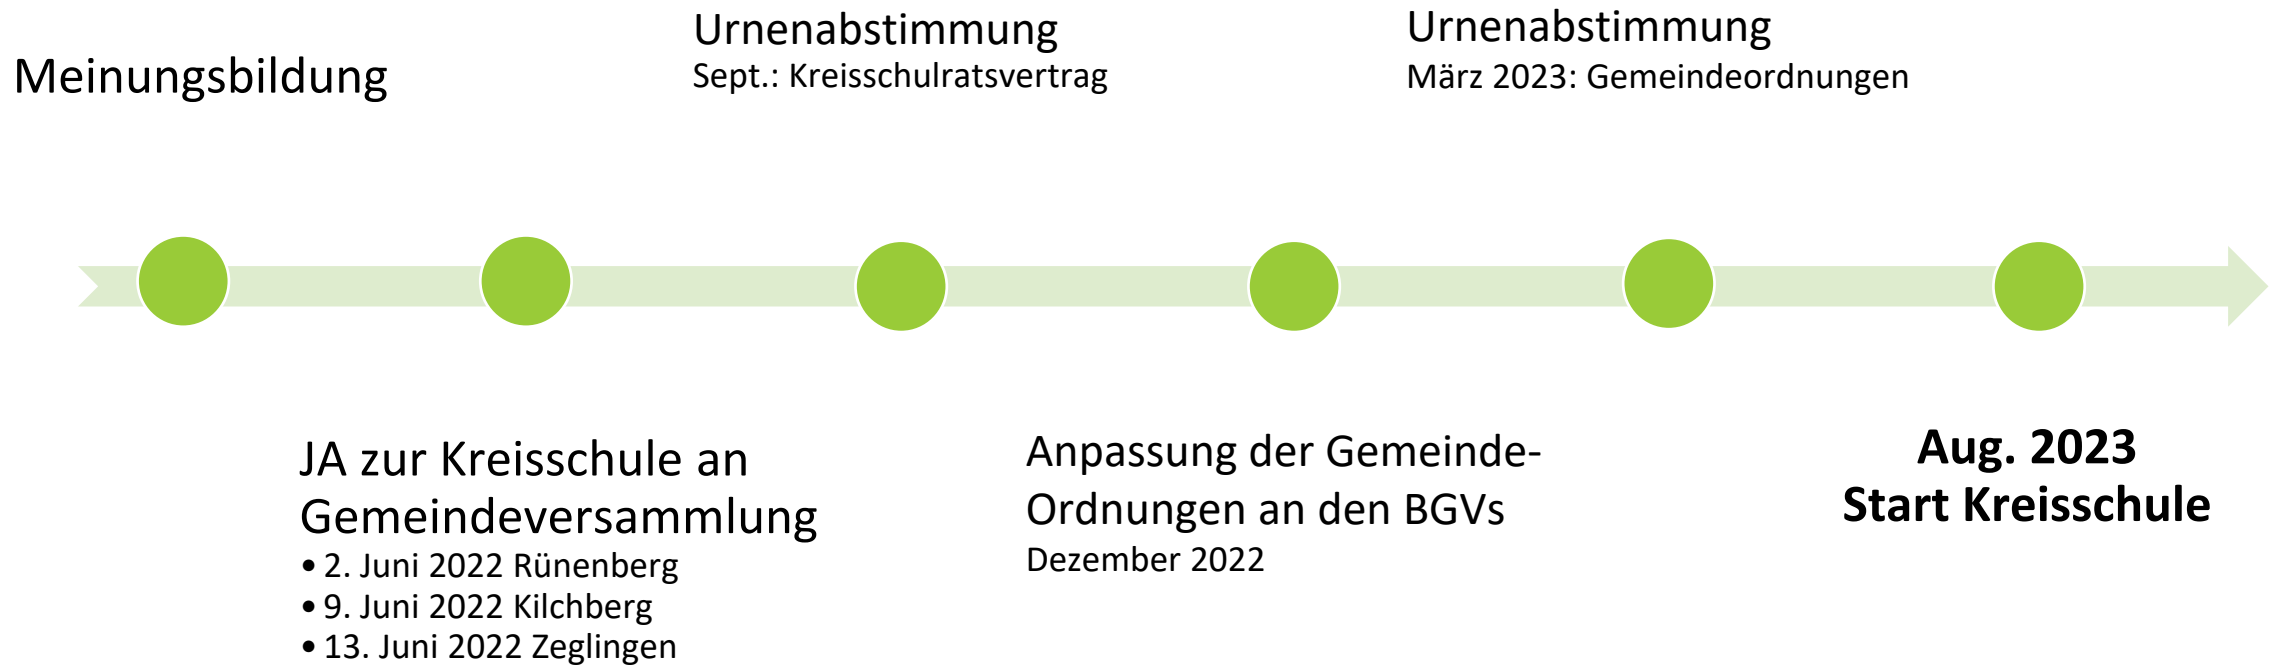 Meinungsbildung
Urnenabstimmung
Sept.: Kreisschulratsvertrag
Urnenabstimmung
März 2023: Gemeindeordnungen
JA zur Kreisschule an
Gemeindeversammlung
• 2. Juni 2022 Rünenberg
• 9. Juni 2022 Kilchberg
• 13. Juni 2022 Zeglingen
Anpassung der Gemeinde-
Ordnungen an den BGVs
Dezember 2022
Aug. 2023
Start Kreisschule